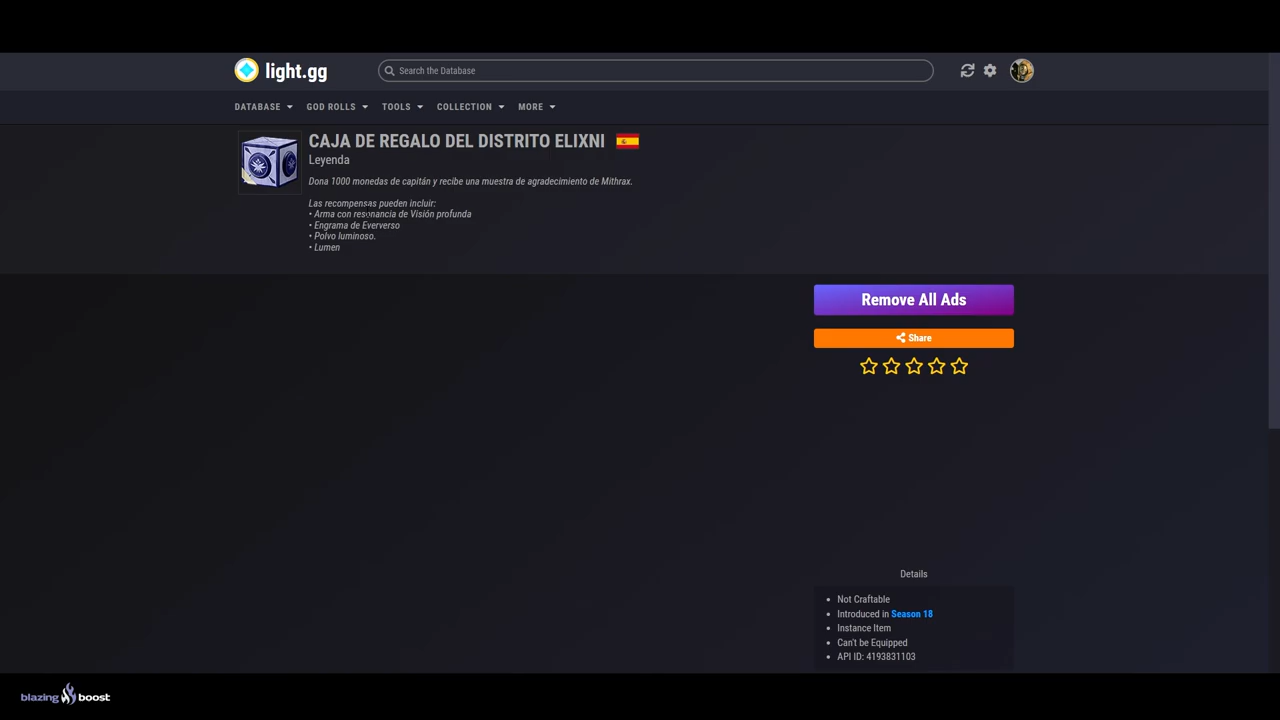 light.gg
Search the Database
DATABASE
GOD ROLLS
TOOLS
COLLECTION
MORE
CAJA DE REGALO DEL DISTRITO ELIXNI
Leyenda
Dona 1000 monedas de capitán y recibe una muestra de agradecimiento de Mithrax.
Las recompensas pueden incluir:
• Arma con resonancia de Visión profunda
• Engrama de Eververso
• Polvo luminoso.
• Lumen
Remove All Ads
Share
Details
• Not Craftable
• Introduced in Season 18
• Instance Item
• Can't be Equipped
• API ID: 4193831103
blazing boost